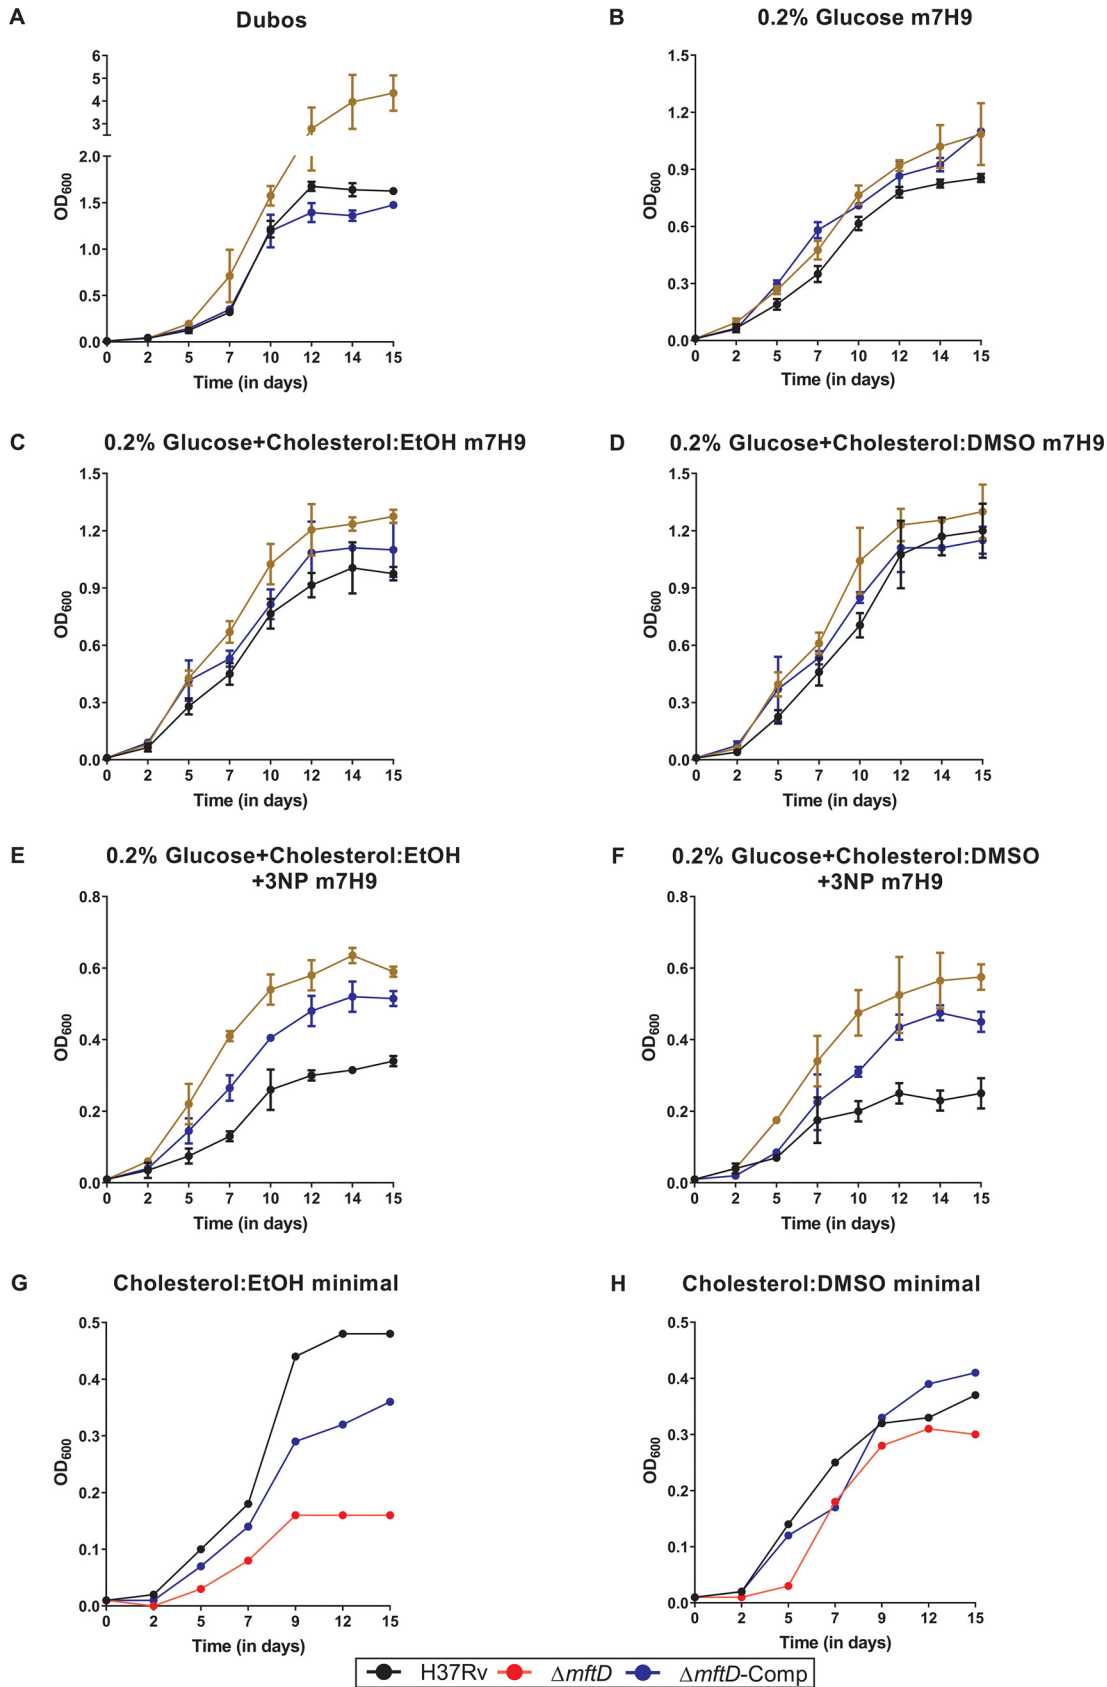 A
Dubos
OD600
6
5
4
3
2.0
1.5
1.0
0.5
0.0
0 2 5 7 10 12 14 15
Time (in days)
B
0.2% Glucose m7H9
OD600
1.5
1.2
0.9
0.6
0.3
0.0
0 2 5 7 10 12 14 15
Time (in days)
C
0.2% Glucose+Cholesterol:EtOH m7H9
OD600
1.5
1.2
0.9
0.6
0.3
0.0
0 2 5 7 10 12 14 15
Time (in days)
D
0.2% Glucose+Cholesterol:DMSO m7H9
OD600
1.5
1.2
0.9
0.6
0.3
0.0
0 2 5 7 10 12 14 15
Time (in days)
E
0.2% Glucose+Cholesterol:EtOH
+3NP m7H9
OD600
0.8
0.6
0.4
0.2
0.0
0 2 5 7 10 12 14 15
Time (in days)
F
0.2% Glucose+Cholesterol:DMSO
+3NP m7H9
OD600
0.8
0.6
0.4
0.2
0.0
0 2 5 7 10 12 14 15
Time (in days)
G
Cholesterol:EtOH minimal
OD600
0.5
0.4
0.3
0.2
0.1
0.0
0 2 5 7 9 12 15
Time (in days)
H
Cholesterol:DMSO minimal
OD600
0.5
0.4
0.3
0.2
0.1
0.0
0 2 5 7 9 12 15
Time (in days)
H37Rv ΔmftD ΔmftD-Comp